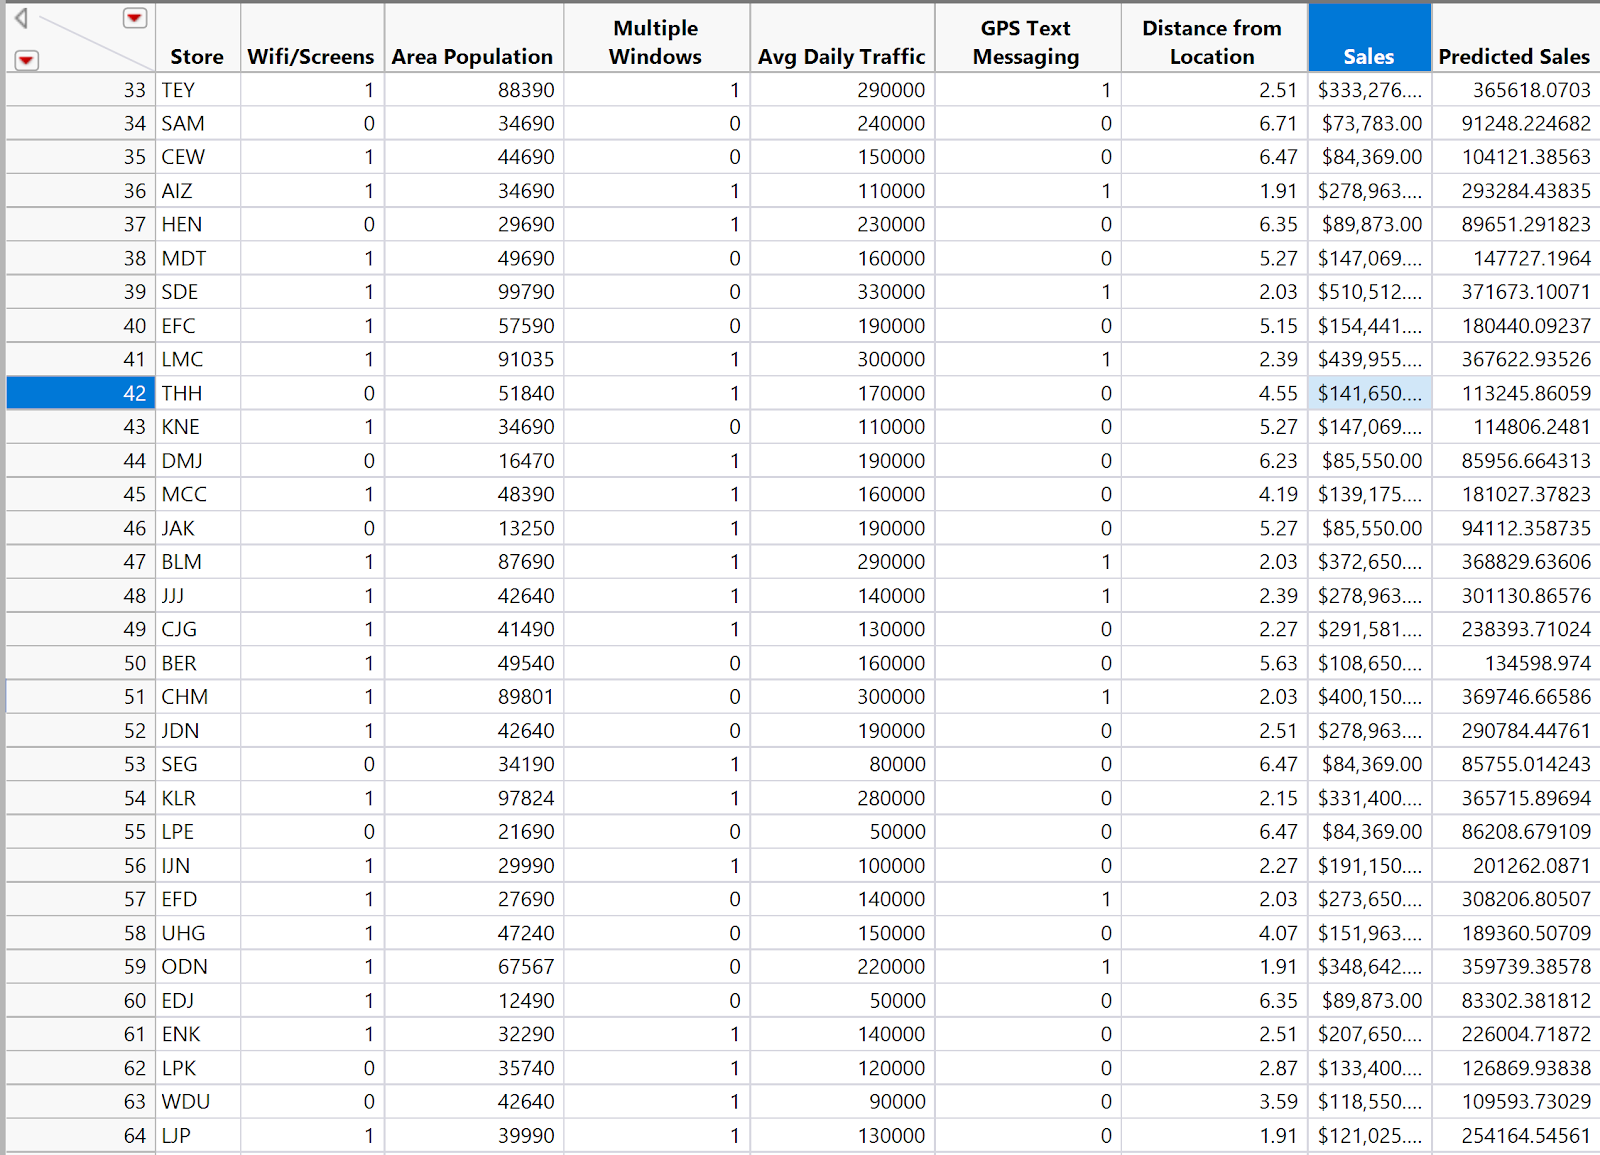 Store Wifi/Screens Area Population Multiple Windows Avg Daily Traffic GPS Text Messaging Distance from Location Sales Predicted Sales
33 TEY 1 88390 1 290000 1 2.51 $333,276.... 365618.0703
34 SAM 0 34690 0 240000 0 6.71 $73,783.00 91248.224682
35 CEW 1 44690 0 150000 0 6.47 $84,369.00 104121.38563
36 AIZ 1 34690 1 110000 1 1.91 $278,963.... 293284.43835
37 HEN 0 29690 1 230000 0 6.35 $89,873.00 89651.291823
38 MDT 1 49690 0 160000 0 5.27 $147,069.... 147727.1964
39 SDE 1 99790 0 330000 1 2.03 $510,512.... 371673.10071
40 EFC 1 57590 0 190000 0 5.15 $154,441.... 180440.09237
41 LMC 1 91035 1 300000 1 2.39 $439,955.... 367622.93526
42 THH 0 51840 1 170000 0 4.55 $141,650.... 113245.86059
43 KNE 1 34690 0 110000 0 5.27 $147,069.... 114806.2481
44 DMJ 0 16470 1 190000 0 6.23 $85,550.00 85956.664313
45 MCC 1 48390 1 160000 0 4.19 $139,175.... 181027.37823
46 JAK 0 13250 1 190000 0 5.27 $85,550.00 94112.358735
47 BLM 1 87690 1 290000 1 2.03 $372,650.... 368829.63606
48 JJJ 1 42640 1 140000 1 2.39 $278,963.... 301130.86576
49 CJG 1 41490 1 130000 0 2.27 $291,581.... 238393.71024
50 BER 1 49540 0 160000 0 5.63 $108,650.... 134598.974
51 CHM 1 89801 0 300000 1 2.03 $400,150.... 369746.66586
52 JDN 1 42640 0 190000 0 2.51 $278,963.... 290784.44761
53 SEG 0 34190 1 80000 0 6.47 $84,369.00 85755.014243
54 KLR 1 97824 1 280000 0 2.15 $331,400.... 365715.89694
55 LPE 0 21690 0 50000 0 6.47 $84,369.00 86208.679109
56 IJN 1 29990 1 100000 0 2.27 $191,150.... 201262.0871
57 EFD 1 27690 0 140000 1 2.03 $273,650.... 308206.80507
58 UHG 1 47240 0 150000 0 4.07 $151,963.... 189360.50709
59 ODN 1 67567 0 220000 1 1.91 $348,642.... 359739.38578
60 EDJ 1 12490 0 50000 0 6.35 $89,873.00 83302.381812
61 ENK 1 32290 1 140000 0 2.51 $207,650.... 226004.71872
62 LPK 0 35740 1 120000 0 2.87 $133,400.... 126869.93838
63 WDU 0 42640 1 90000 0 3.59 $118,550.... 109593.73029
64 LJP 1 39990 1 130000 0 1.91 $121,025.... 254164.54561